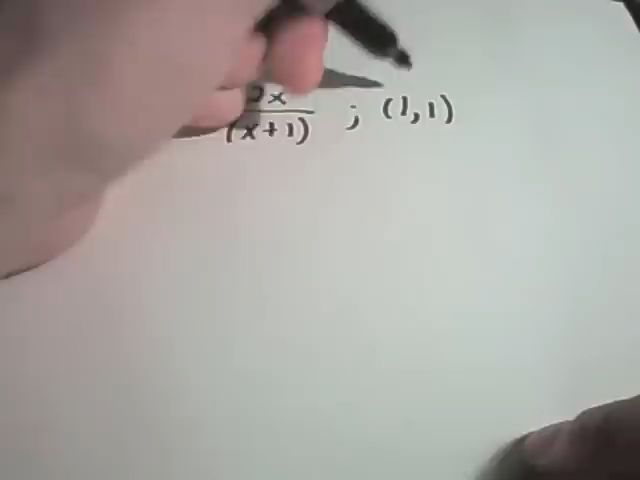 x
(x+1) ; (1,1)